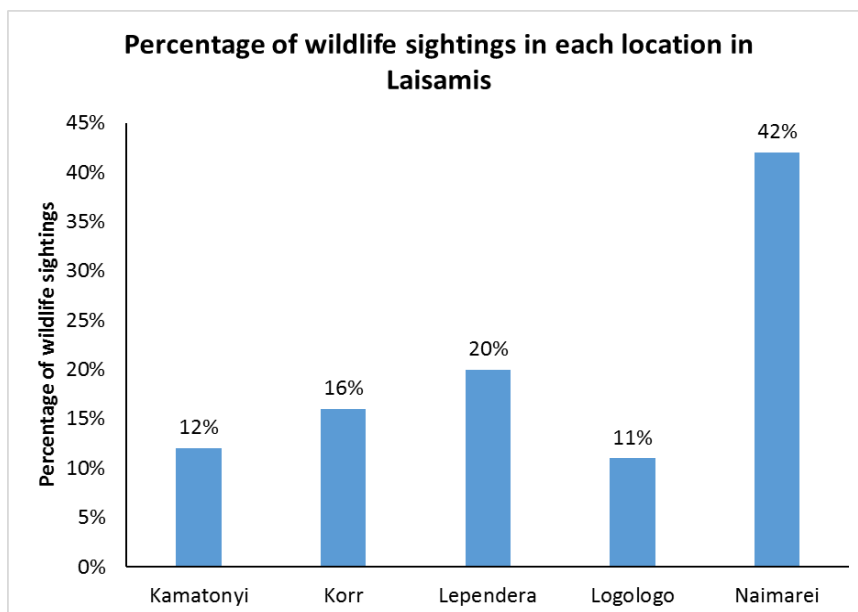 Percentage of wildlife sightings in each location in
Laisamis
Percentage of wildlife sightings
45%
40%
35%
30%
25%
20%
15%
10%
5%
0%
12%
16%
20%
11%
42%
Kamatonyi
Korr
Lependera
Logologo
Naimarei